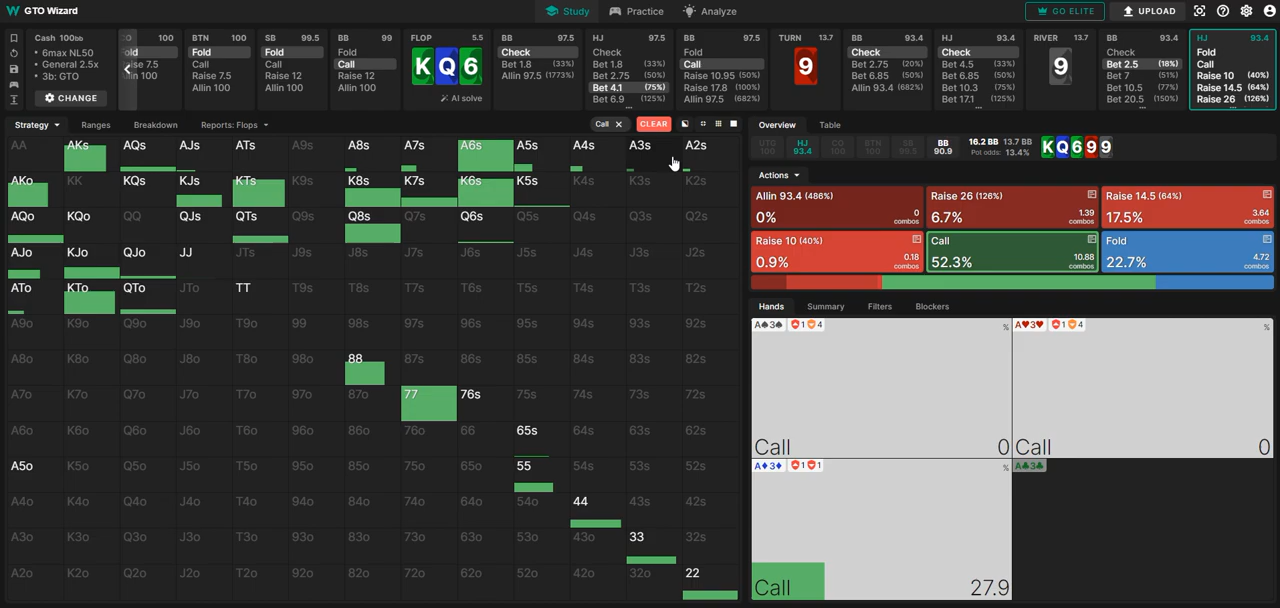 GTO Wizard
Study
Practice
Analyze
GO ELITE
UPLOAD
Cash 100bb
6max NL50
General 2.5x
3b: GTO
CHANGE
100
Fold
Raise 7.5
Allin 100
BTN 100
Fold
Call
Raise 7.5
Allin 100
SB 99.5
Fold
Call
Raise 12
Allin 100
BB 99
Fold
Call
Raise 12
Allin 100
FLOP 5.5
K Q 6
AI solve
BB 97.5
Check
Bet 1.8 (33%)
Allin 97.5 (1773%)
HJ 97.5
Check
Bet 1.8 (33%)
Bet 2.75 (50%)
Bet 4.1 (75%)
Bet 6.9 (125%)
BB 97.5
Fold
Call
Raise 10.95 (50%)
Raise 17.8 (100%)
Allin 97.5 (682%)
TURN 13.7
9
BB 93.4
Check
Bet 2.75 (20%)
Bet 6.85 (50%)
Allin 93.4 (682%)
HJ 93.4
Check
Bet 4.5 (33%)
Bet 6.85 (50%)
Bet 10.3 (75%)
Bet 17.1 (125%)
RIVER 13.7
9
BB 93.4
Check
Bet 2.5 (18%)
Bet 7 (51%)
Bet 10.5 (77%)
Bet 20.5 (150%)
HJ 93.4
Fold
Call
Raise 10 (40%)
Raise 14.5 (64%)
Raise 26 (126%)
Strategy
Ranges
Breakdown
Reports: Flops
Call ×
CLEAR
AA AKs AQs AJs ATs A9s A8s A7s A6s A5s A4s A3s A2s
AKo KK KQs KJs KTs K9s K8s K7s K6s K5s K4s K3s K2s
AQo KQo QQ QJs QTs Q9s Q8s Q7s Q6s Q5s Q4s Q3s Q2s
AJo KJo QJo JJ JTs J9s J8s J7s J6s J5s J4s J3s J2s
ATo KTo QTo JTo TT T9s T8s T7s T6s T5s T4s T3s T2s
A9o K9o Q9o J9o T9o 99 98s 97s 96s 95s 94s 93s 92s
A8o K8o Q8o J8o T8o 98o 88 87s 86s 85s 84s 83s 82s
A7o K7o Q7o J7o T7o 97o 87o 77 76s 75s 74s 73s 72s
A6o K6o Q6o J6o T6o 96o 86o 76o 66 65s 64s 63s 62s
A5o K5o Q5o J5o T5o 95o 85o 75o 65o 55 54s 53s 52s
A4o K4o Q4o J4o T4o 94o 84o 74o 64o 54o 44 43s 42s
A3o K3o Q3o J3o T3o 93o 83o 73o 63o 53o 43o 33 32s
A2o K2o Q2o J2o T2o 92o 82o 72o 62o 52o 42o 32o 22
Overview
Table
UTG 100
HJ 93.4
CO 100
BTN 100
SB 99.5
BB 90.9
16.2 BB 13.7 BB
Pot odds: 13.4%
K Q 6 9 9
Actions
Allin 93.4 (486%)
0%
0 combos
Raise 26 (126%)
6.7%
1.39 combos
Raise 14.5 (64%)
17.5%
3.64 combos
Raise 10 (40%)
0.9%
0.18 combos
Call
52.3%
10.88 combos
Fold
22.7%
4.72 combos
Hands
Summary
Filters
Blockers
A♠3♠ 1 4 %
Call 0
A♥3♥ 1 4 %
Call 0
A♦3♦ 1 1 %
Call 27.9
A♣3♣